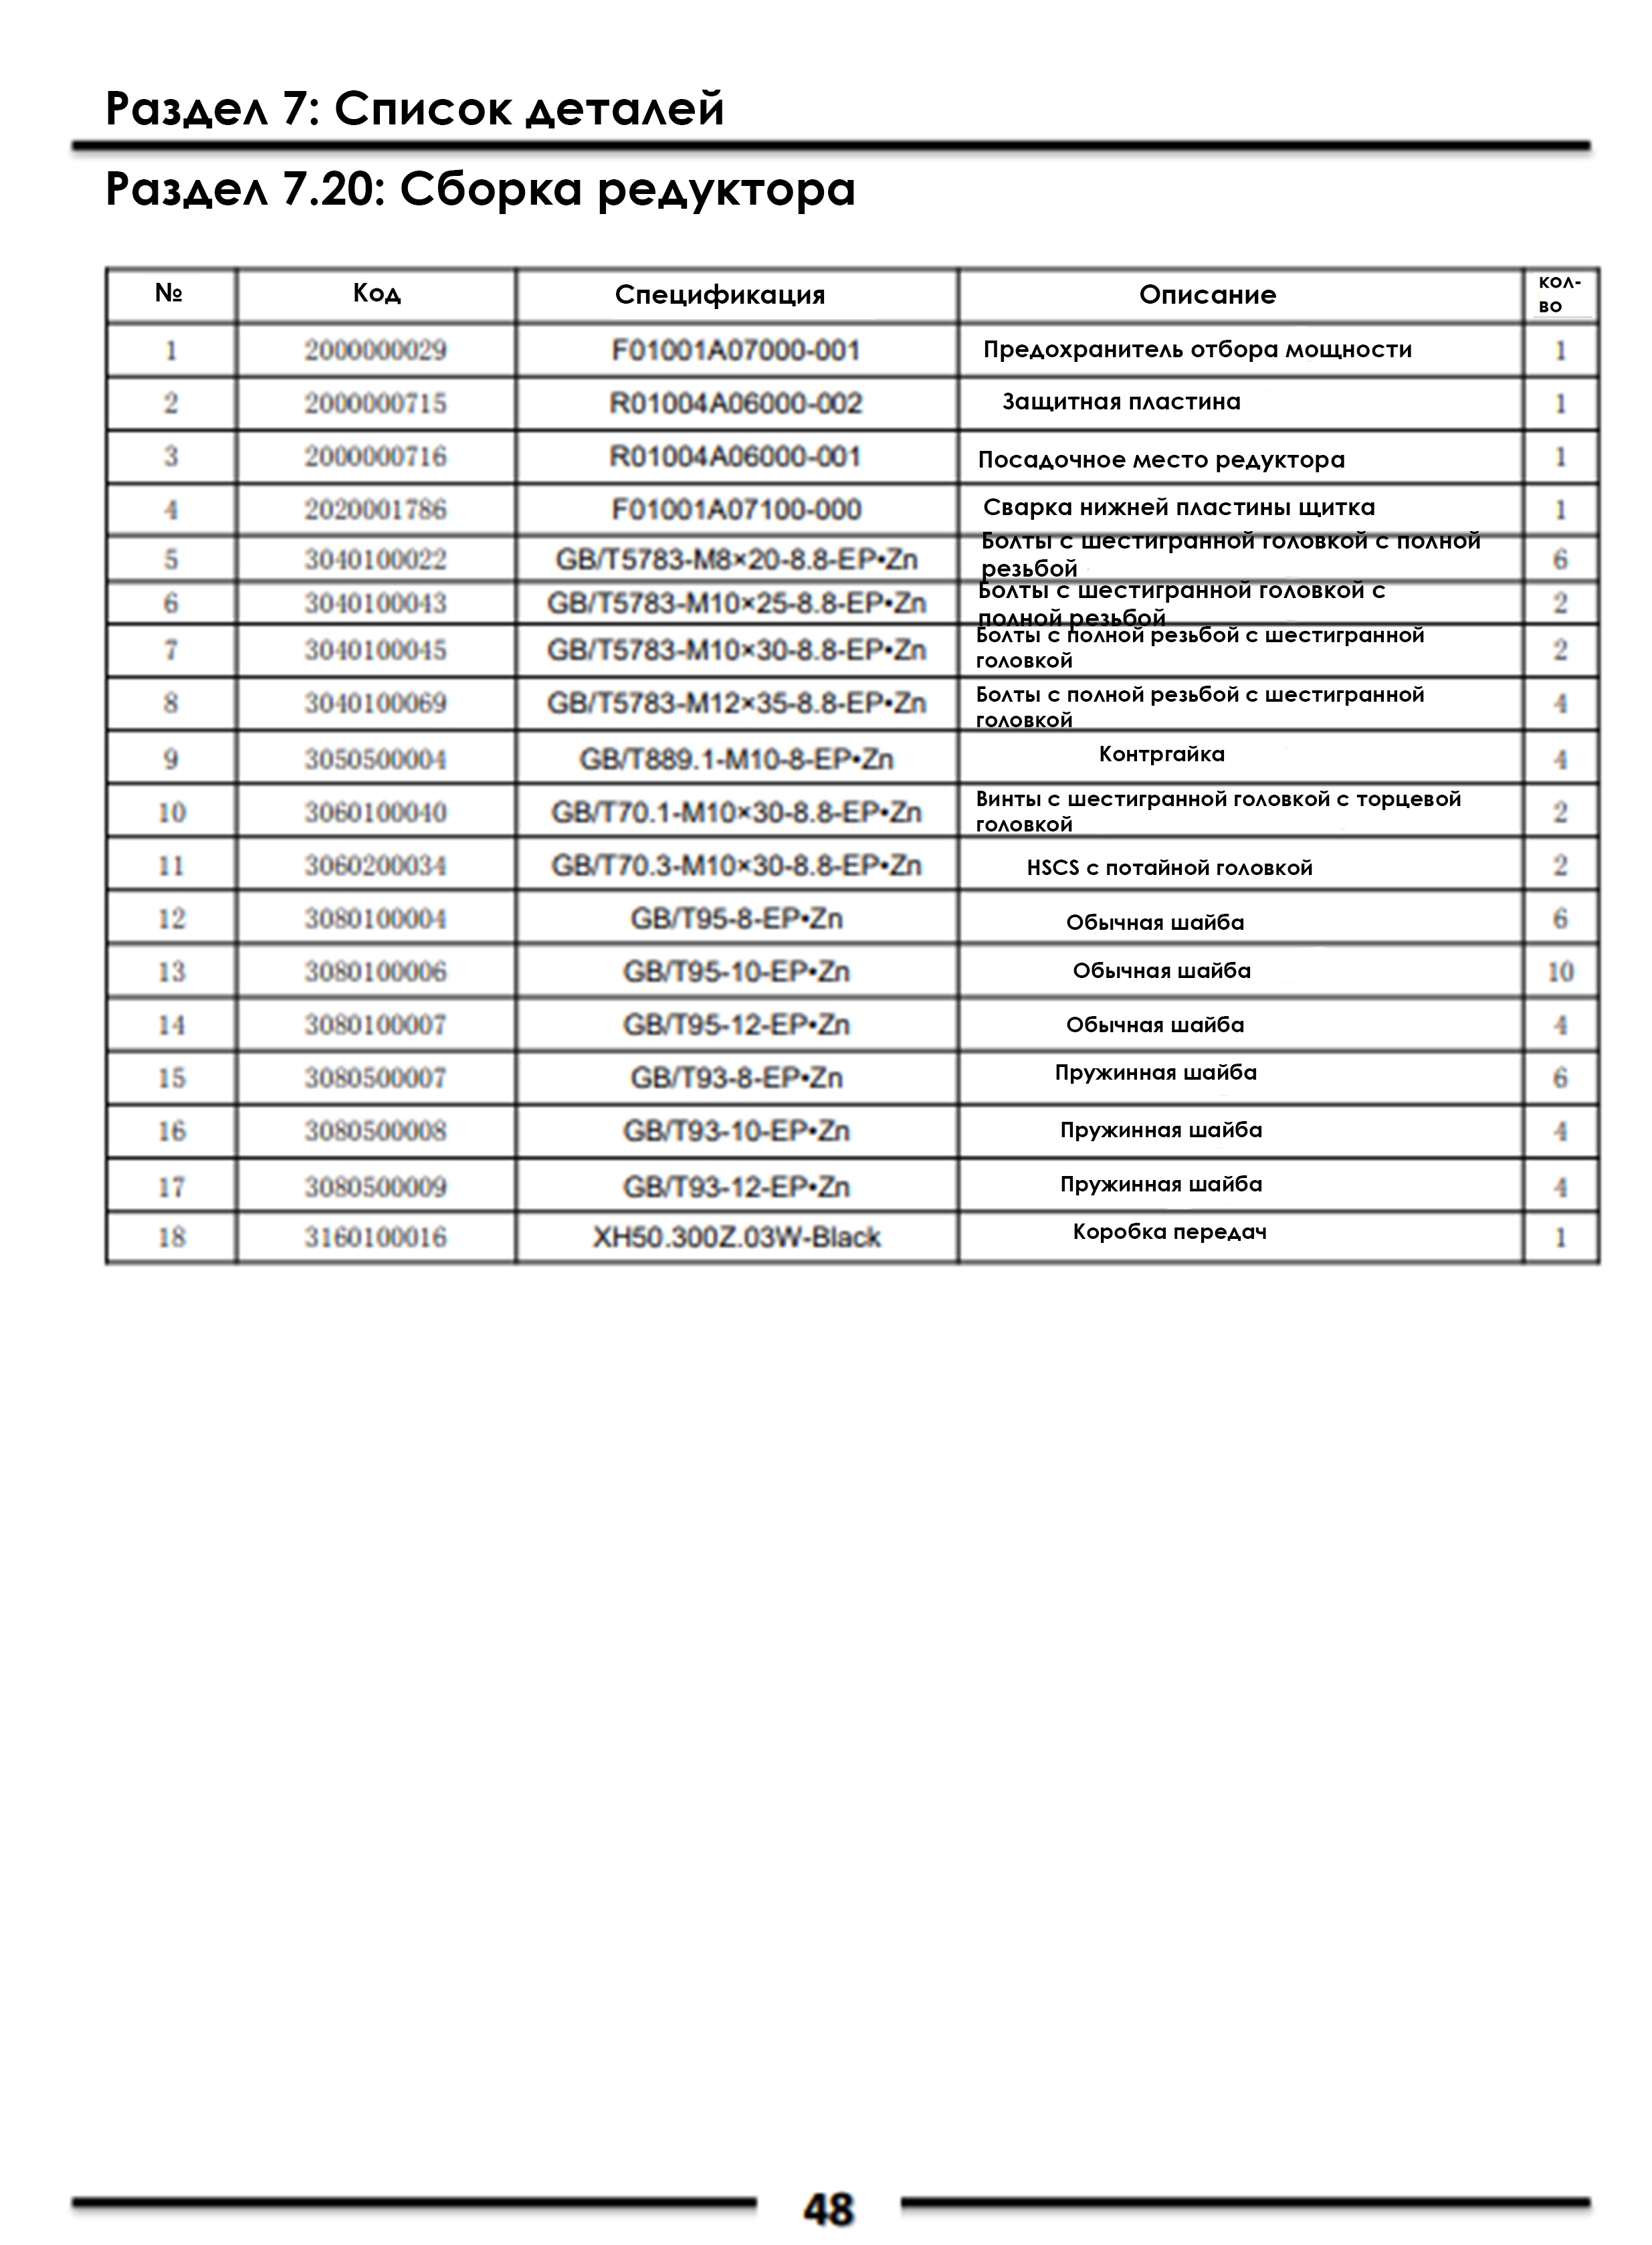 Раздел 7: Список деталей
Раздел 7.20: Сборка редуктора
№ Код Спецификация Описание кол-
во
1 2000000029 F01001A07000-001 Предохранитель отбора мощности 1
2 2000000715 R01004A06000-002 Защитная пластина 1
3 2000000716 R01004A06000-001 Посадочное место редуктора 1
4 2020001786 F01001A07100-000 Сварка нижней пластины щитка 1
5 3040100022 GB/T5783-M8×20-8.8-EP•Zn Болты с шестигранной головкой с полной 6
резьбой
6 3040100043 GB/T5783-M10×25-8.8-EP•Zn Болты с шестигранной головкой с 2
полной резьбой
7 3040100045 GB/T5783-M10×30-8.8-EP•Zn Болты с полной резьбой с шестигранной 2
головкой
8 3040100069 GB/T5783-M12×35-8.8-EP•Zn Болты с полной резьбой с шестигранной 4
головкой
9 3050500004 GB/T889.1-M10-8-EP•Zn Контргайка 4
10 3060100040 GB/T70.1-M10×30-8.8-EP•Zn Винты с шестигранной головкой с торцевой 2
головкой
11 3060200034 GB/T70.3-M10×30-8.8-EP•Zn HSCS с потайной головкой 2
12 3080100004 GB/T95-8-EP•Zn Обычная шайба 6
13 3080100006 GB/T95-10-EP•Zn Обычная шайба 10
14 3080100007 GB/T95-12-EP•Zn Обычная шайба 4
15 3080500007 GB/T93-8-EP•Zn Пружинная шайба 6
16 3080500008 GB/T93-10-EP•Zn Пружинная шайба 4
17 3080500009 GB/T93-12-EP•Zn Пружинная шайба 4
18 3160100016 XH50.300Z.03W-Black Коробка передач 1
48